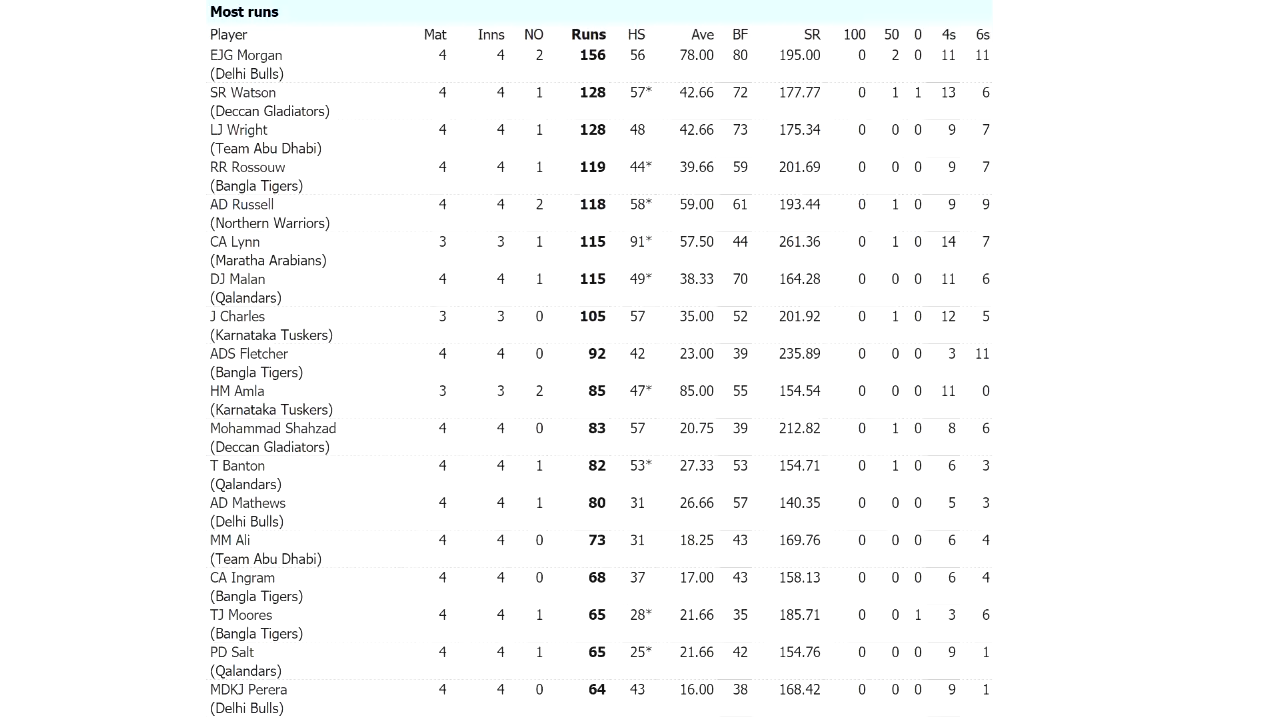 Most runs
Player Mat Inns NO Runs HS Ave BF SR 100 50 0 4s 6s
EJG Morgan 4 4 2 156 56 78.00 80 195.00 0 2 0 11 11
(Delhi Bulls)
SR Watson 4 4 1 128 57* 42.66 72 177.77 0 1 1 13 6
(Deccan Gladiators)
LJ Wright 4 4 1 128 48 42.66 73 175.34 0 0 0 9 7
(Team Abu Dhabi)
RR Rossouw 4 4 1 119 44* 39.66 59 201.69 0 0 0 9 7
(Bangla Tigers)
AD Russell 4 4 2 118 58* 59.00 61 193.44 0 1 0 9 9
(Northern Warriors)
CA Lynn 3 3 1 115 91* 57.50 44 261.36 0 1 0 14 7
(Maratha Arabians)
DJ Malan 4 4 1 115 49* 38.33 70 164.28 0 0 0 11 6
(Qalandars)
J Charles 3 3 0 105 57 35.00 52 201.92 0 1 0 12 5
(Karnataka Tuskers)
ADS Fletcher 4 4 0 92 42 23.00 39 235.89 0 0 0 3 11
(Bangla Tigers)
HM Amla 3 3 2 85 47* 85.00 55 154.54 0 0 0 11 0
(Karnataka Tuskers)
Mohammad Shahzad 4 4 0 83 57 20.75 39 212.82 0 1 0 8 6
(Deccan Gladiators)
T Banton 4 4 1 82 53* 27.33 53 154.71 0 1 0 6 3
(Qalandars)
AD Mathews 4 4 1 80 31 26.66 57 140.35 0 0 0 5 3
(Delhi Bulls)
MM Ali 4 4 0 73 31 18.25 43 169.76 0 0 0 6 4
(Team Abu Dhabi)
CA Ingram 4 4 0 68 37 17.00 43 158.13 0 0 0 6 4
(Bangla Tigers)
TJ Moores 4 4 1 65 28* 21.66 35 185.71 0 0 1 3 6
(Bangla Tigers)
PD Salt 4 4 1 65 25* 21.66 42 154.76 0 0 0 9 1
(Qalandars)
MDKJ Perera 4 4 0 64 43 16.00 38 168.42 0 0 0 9 1
(Delhi Bulls)